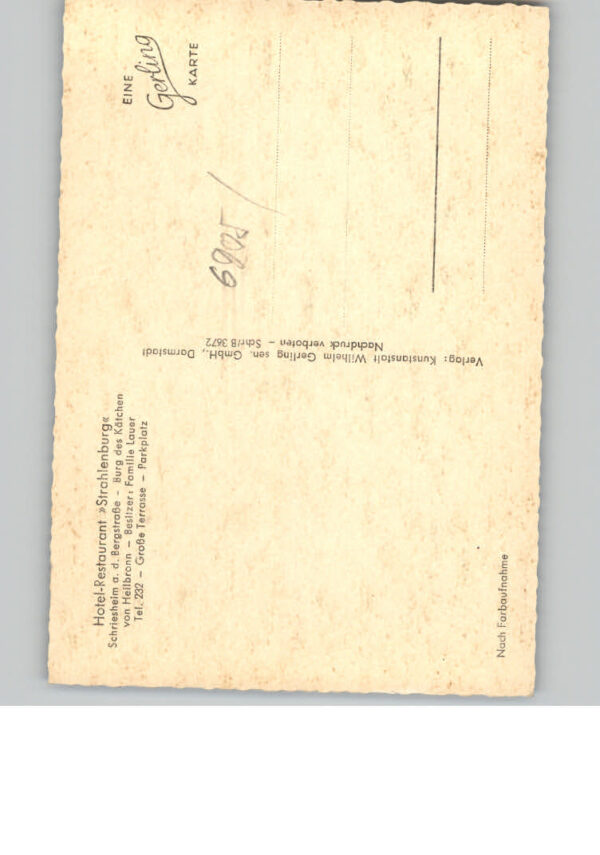 Hotel-Restaurant »Strahlenburg«
Schriesheim a. d. Bergstraße – Burg des Kätchen
von Heilbronn – Besitzer: Familie Lauer
Tel. 232 – Große Terrasse – Parkplatz
Nach Farbaufnahme
Verlag: Kunstanstalt Wilhelm Gerling sen. GmbH., Darmstadt
Nachdruck verboten – Schr/B 3672
EINE
Gerling
KARTE
6905/